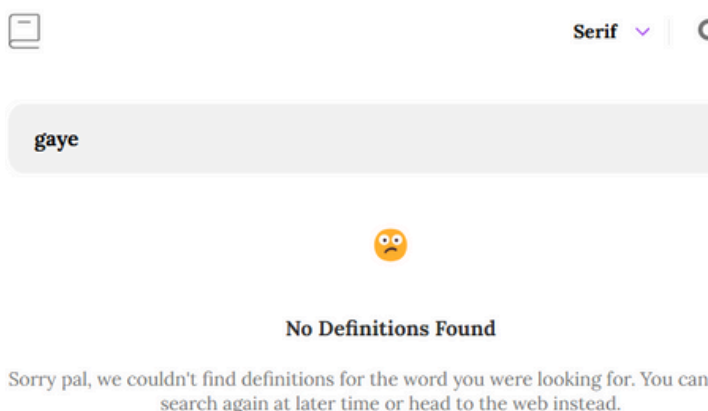 Serif
gaye
No Definitions Found
Sorry pal, we couldn't find definitions for the word you were looking for. You can
search again at later time or head to the web instead.